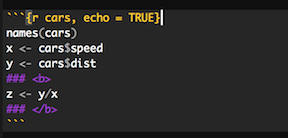 ```{r cars, echo = TRUE}
names(cars)
x <- cars$speed
y <- cars$dist
### <b>
z <- y/x
### </b>
```